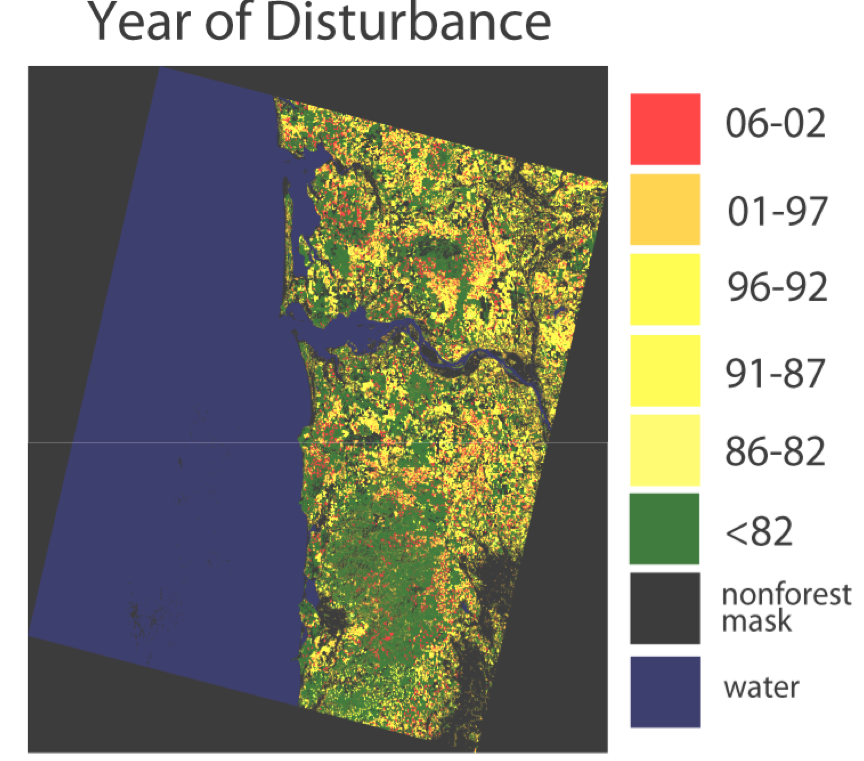 Year of Disturbance
06-02
01-97
96-92
91-87
86-82
<82
nonforest
mask
water